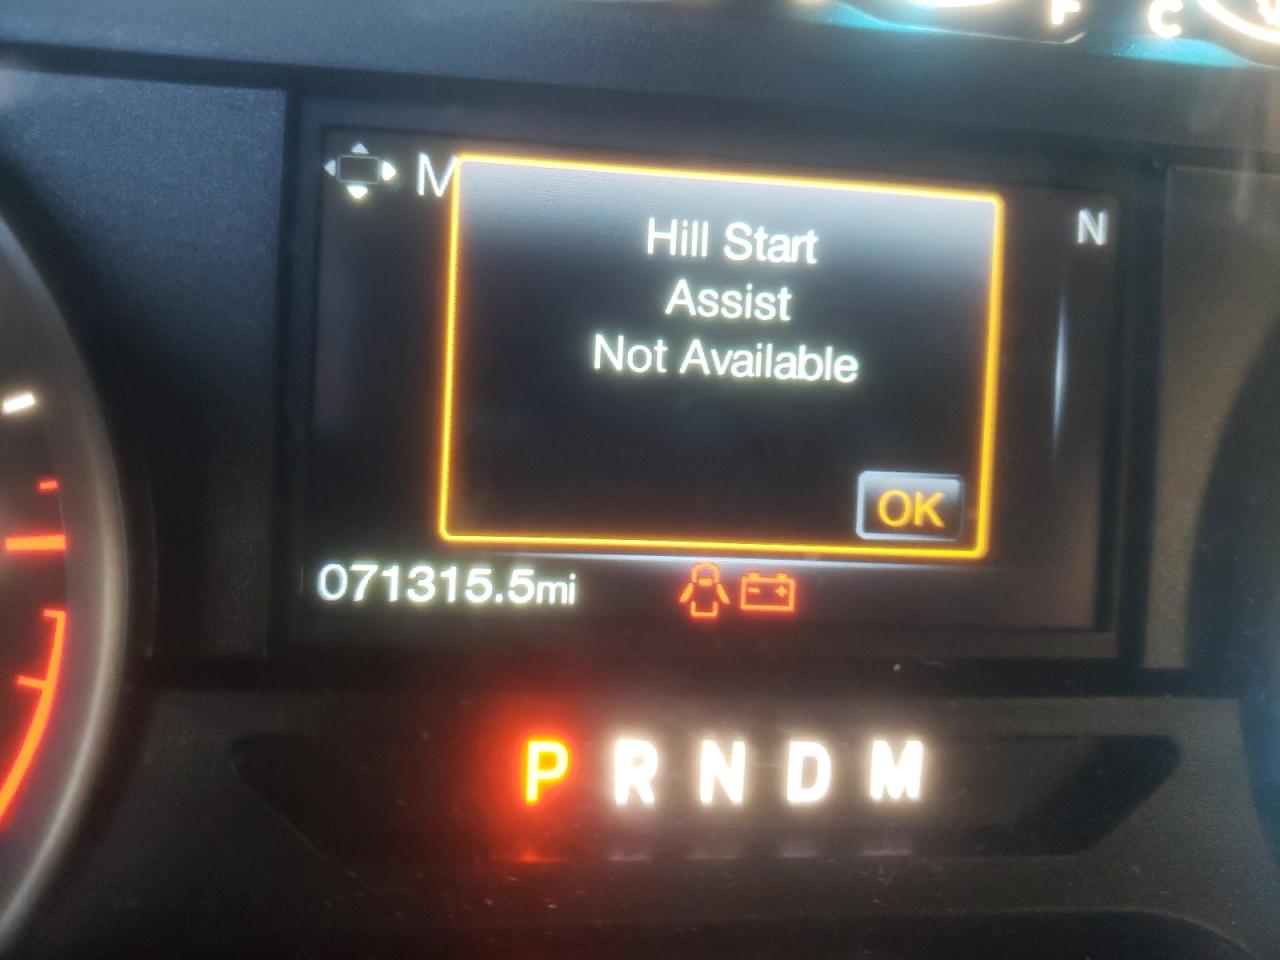 F C
M
N
Hill Start
Assist
Not Available
OK
071315.5mi
P R N D M